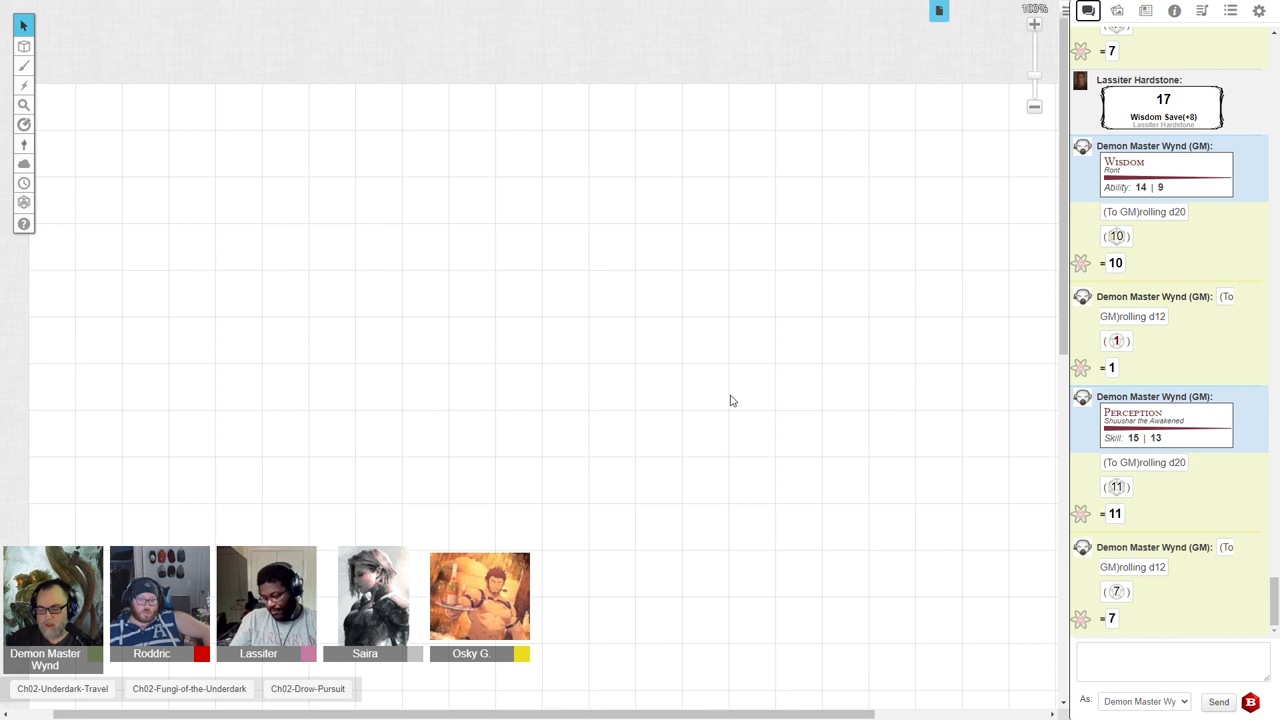 100%
= 7
Lassiter Hardstone:
17
Wisdom Save(+8)
Lassiter Hardstone
Demon Master Wynd (GM):
WISDOM
Ront
Ability: 14 | 9
(To GM)rolling d20
(10)
= 10
Demon Master Wynd (GM): (To
GM)rolling d12
(1)
= 1
Demon Master Wynd (GM):
PERCEPTION
Shuushar the Awakened
Skill: 15 | 13
(To GM)rolling d20
(11)
= 11
Demon Master Wynd (GM): (To
GM)rolling d12
(7)
= 7
Demon Master
Wynd
Roddric
Lassiter
Saira
Osky G.
Ch02-Underdark-Travel
Ch02-Fungi-of-the-Underdark
Ch02-Drow-Pursuit
As:
Demon Master Wy
Send